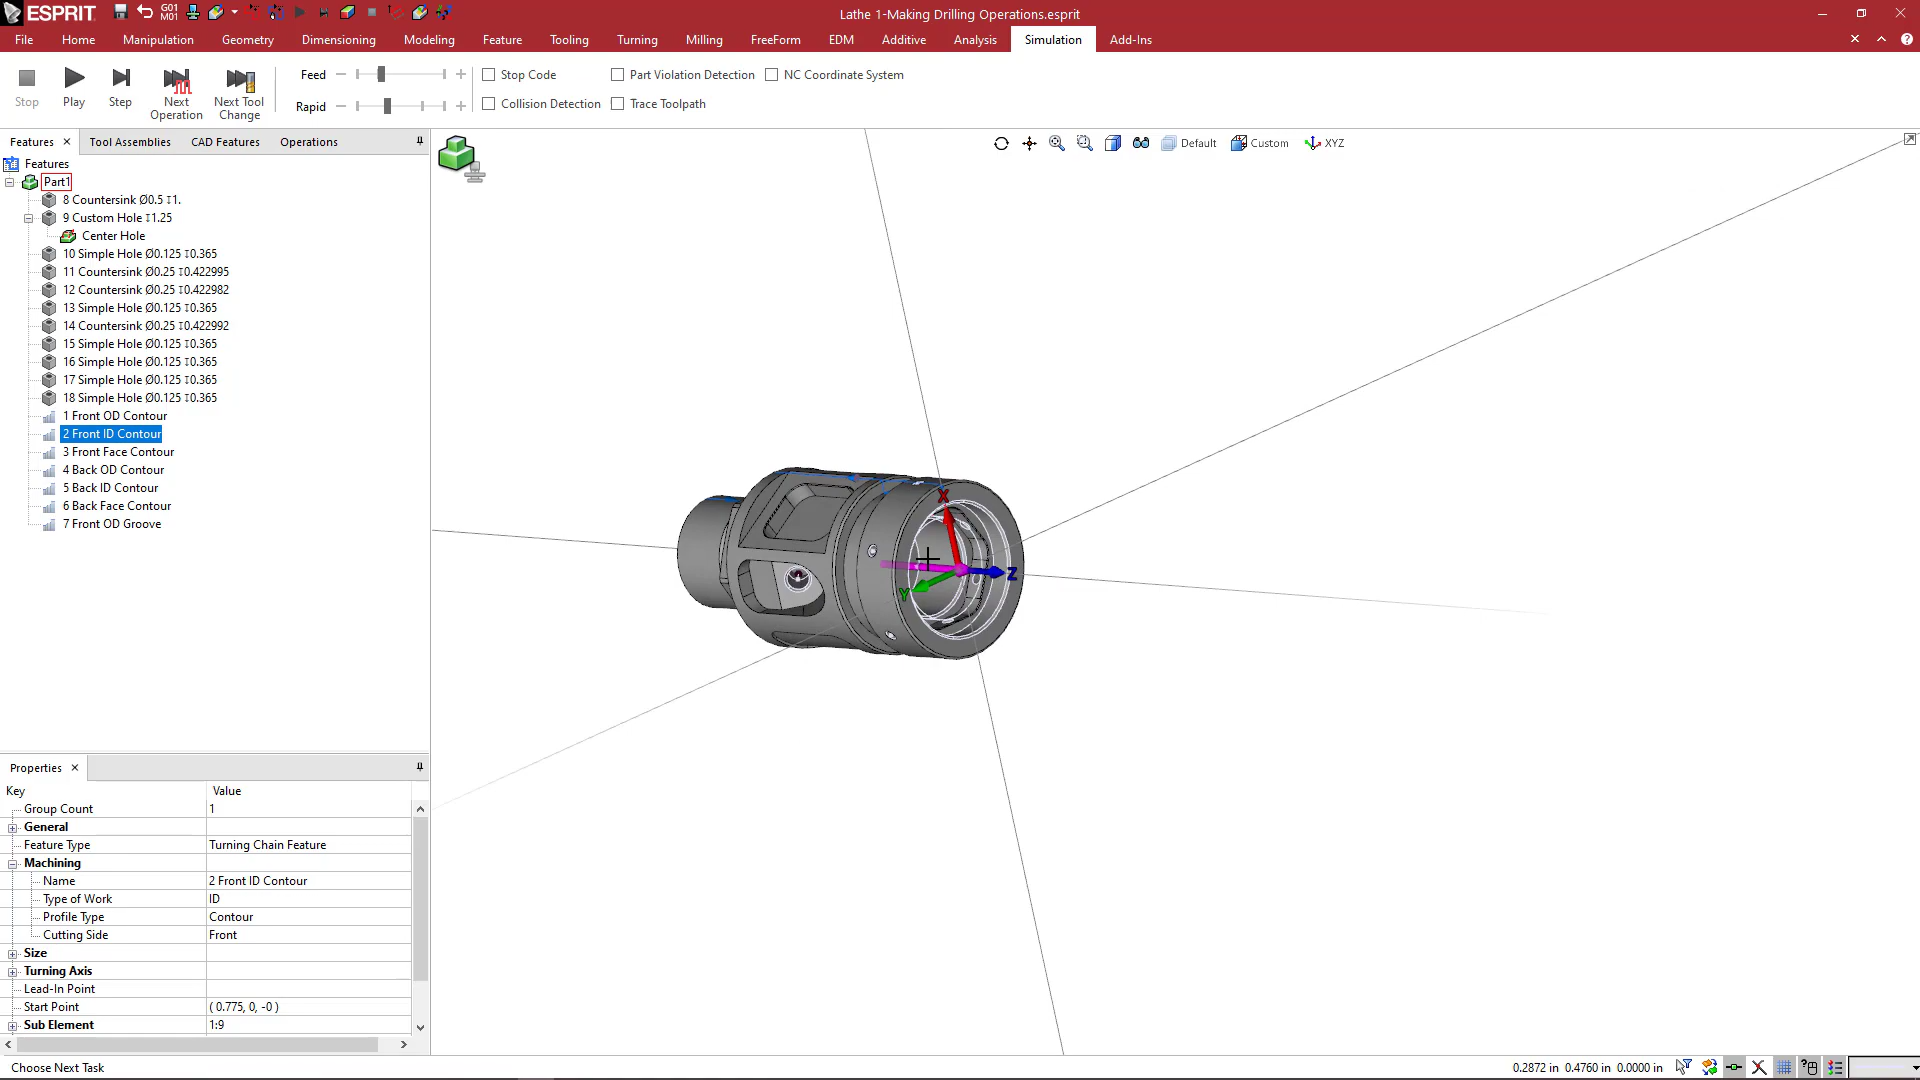 ESPRIT
G01
M01
Lathe 1-Making Drilling Operations.esprit
File Home Manipulation Geometry Dimensioning Modeling Feature Tooling Turning Milling FreeForm EDM Additive Analysis Simulation Add-Ins
Stop
Play
Step
Next Operation
Next Tool Change
Feed
Rapid
Stop Code
Part Violation Detection
NC Coordinate System
Collision Detection
Trace Toolpath
Features Tool Assemblies CAD Features Operations
Default Custom XYZ
Features
Part1
8 Countersink Ø0.5 ↧1.
9 Custom Hole ↧1.25
Center Hole
10 Simple Hole Ø0.125 ↧0.365
11 Countersink Ø0.25 ↧0.422995
12 Countersink Ø0.25 ↧0.422982
13 Simple Hole Ø0.125 ↧0.365
14 Countersink Ø0.25 ↧0.422992
15 Simple Hole Ø0.125 ↧0.365
16 Simple Hole Ø0.125 ↧0.365
17 Simple Hole Ø0.125 ↧0.365
18 Simple Hole Ø0.125 ↧0.365
1 Front OD Contour
2 Front ID Contour
3 Front Face Contour
4 Back OD Contour
5 Back ID Contour
6 Back Face Contour
7 Front OD Groove
X
Y
Z
Properties
Key Value
Group Count 1
General
Feature Type Turning Chain Feature
Machining
Name 2 Front ID Contour
Type of Work ID
Profile Type Contour
Cutting Side Front
Size
Turning Axis
Lead-In Point
Start Point ( 0.775, 0, -0 )
Sub Element 1:9
Choose Next Task
0.2872 in 0.4760 in 0.0000 in